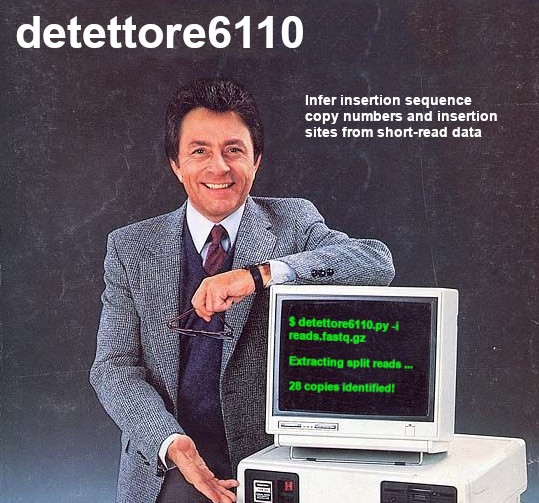 detettore6110
Infer insertion sequence
copy numbers and insertion
sites from short-read data
$ detettore6110.py -i
reads.fastq.gz
Extracting split reads ...
28 copies identified!